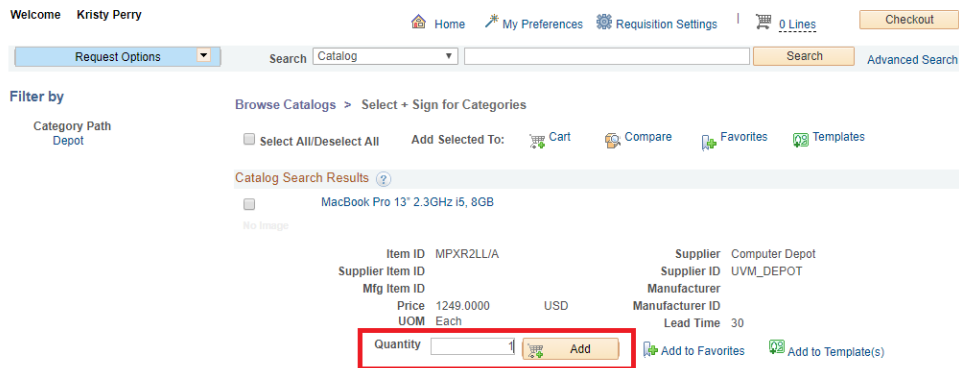 Welcome Kristy Perry
Home My Preferences Requisition Settings | 0 Lines Checkout
Request Options Search Catalog Search Advanced Search
Filter by
Browse Catalogs > Select + Sign for Categories
Category Path
Depot
Select All/Deselect All Add Selected To: Cart Compare Favorites Templates
Catalog Search Results ?
MacBook Pro 13" 2.3GHz i5, 8GB
No Image
Item ID MPXR2LL/A Supplier Computer Depot
Supplier Item ID Supplier ID UVM_DEPOT
Mfg Item ID Manufacturer
Price 1249.0000 USD Manufacturer ID
UOM Each Lead Time 30
Quantity 1 Add Add to Favorites Add to Template(s)